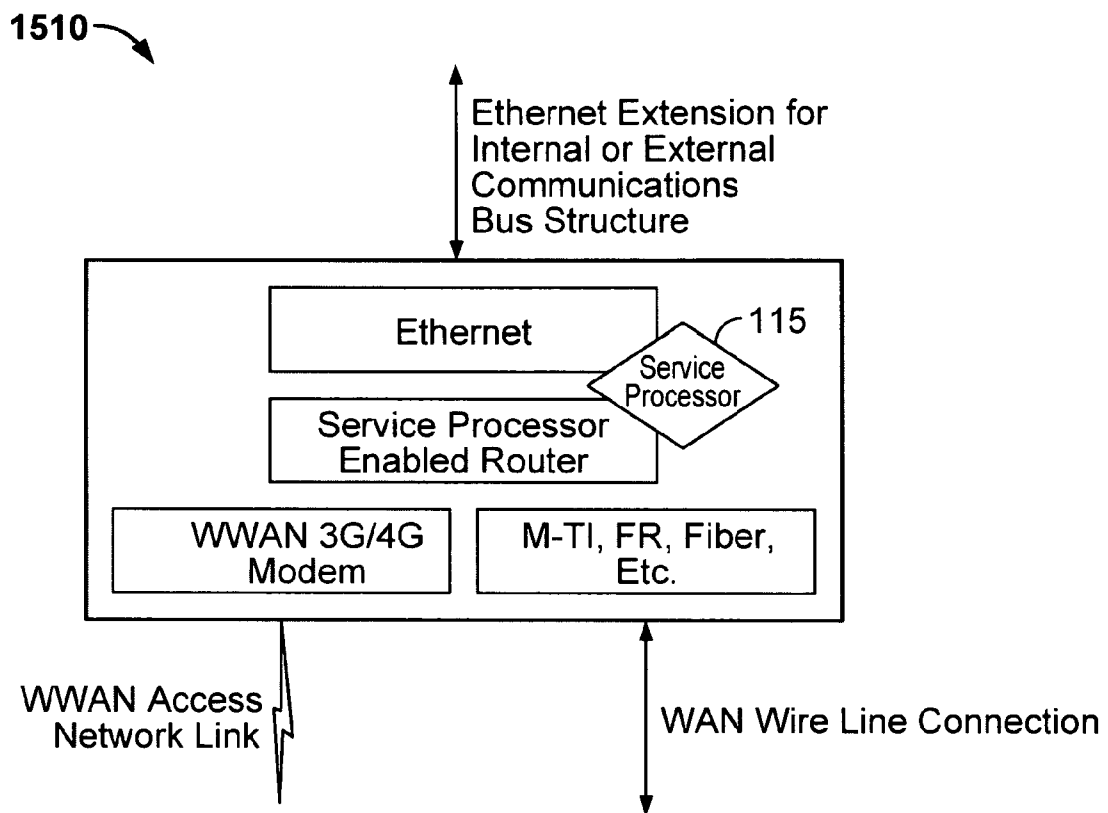 1510
Ethernet Extension for
Internal or External
Communications
Bus Structure
Ethernet
115
Service
Processor
Service Processor
Enabled Router
WWAN 3G/4G
Modem
M-TI, FR, Fiber,
Etc.
WWAN Access
Network Link
WAN Wire Line Connection